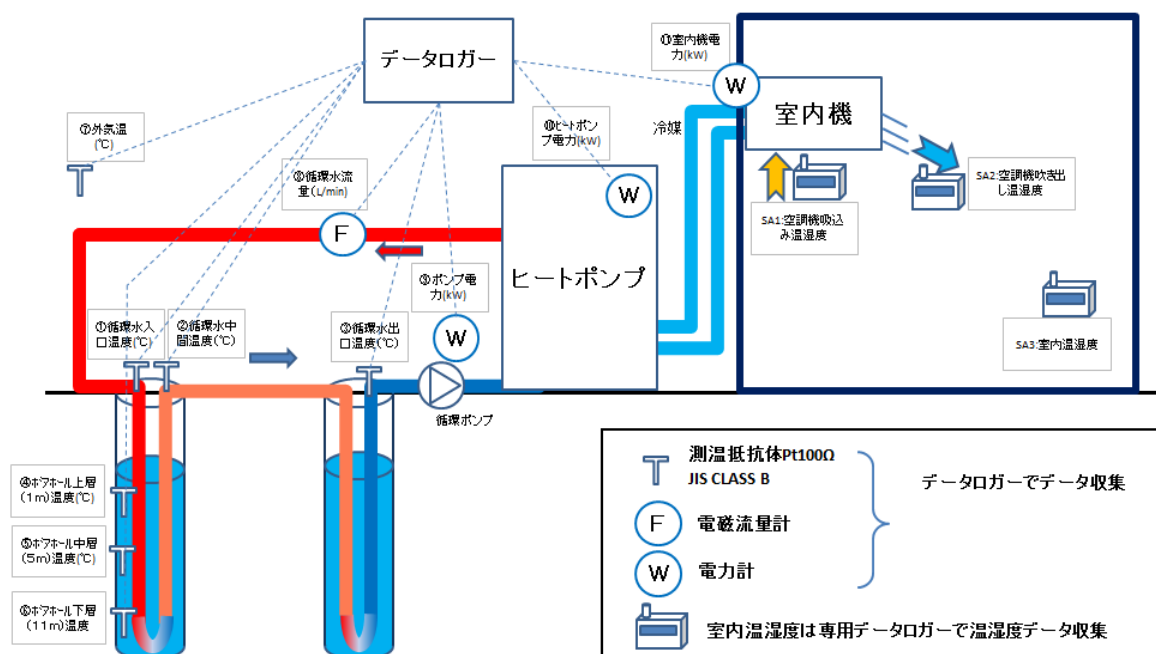 データロガー
⑪室内機電
力(kW)
W
室内機
冷媒
⑦外気温
(℃)
⑩ヒートポン
プ電力(kW)
W
⑧循環水流
量(L/min)
F
SA1:空調機吸込
み温湿度
SA2:空調機吹き出
し温湿度
SA3:室内温湿度
ヒートポンプ
⑨ポンプ電
力(kW)
W
①循環水入
口温度(℃)
②循環水中
間温度(℃)
③循環水出
口温度(℃)
循環ポンプ
④ボアホール上層
(1m)温度(℃)
⑤ボアホール中層
(5m)温度(℃)
⑥ボアホール下層
(11m)温度
測温抵抗体Pt100Ω
JIS CLASS B
F
電磁流量計
W
電力計
データロガーでデータ収集
室内温湿度は専用データロガーで温湿度データ収集